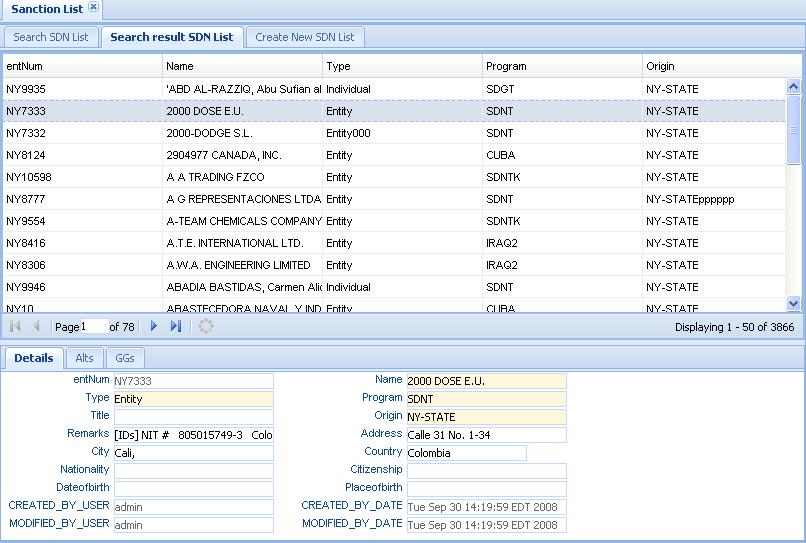 Sanction List
Search SDN List Search result SDN List Create New SDN List
entNum Name Type Program Origin
NY9935 'ABD AL-RAZZIQ, Abu Sufian al Individual SDGT NY-STATE
NY7333 2000 DOSE E.U. Entity SDNT NY-STATE
NY7332 2000-DODGE S.L. Entity000 SDNT NY-STATE
NY8124 2904977 CANADA, INC. Entity CUBA NY-STATE
NY10598 A A TRADING FZCO Entity SDNTK NY-STATE
NY8777 A G REPRESENTACIONES LTDA Entity SDNT NY-STATEpppppp
NY9554 A-TEAM CHEMICALS COMPANY Entity SDNTK NY-STATE
NY8416 A.T.E. INTERNATIONAL LTD. Entity IRAQ2 NY-STATE
NY8306 A.W.A. ENGINEERING LIMITED Entity IRAQ2 NY-STATE
NY9946 ABADIA BASTIDAS, Carmen Alic Individual SDNT NY-STATE
NY10 ABASTECEDORA NAVAL Y IND Entity CUBA NY-STATE
Page 1 of 78 Displaying 1 - 50 of 3866
Details Alts GGs
entNum NY7333 Name 2000 DOSE E.U.
Type Entity Program SDNT
Title Origin NY-STATE
Remarks [IDs] NIT # 805015749-3 Colo Address Calle 31 No. 1-34
City Cali, Country Colombia
Nationality Citizenship
Dateofbirth Placeofbirth
CREATED_BY_USER admin CREATED_BY_DATE Tue Sep 30 14:19:59 EDT 2008
MODIFIED_BY_USER admin MODIFIED_BY_DATE Tue Sep 30 14:19:59 EDT 2008